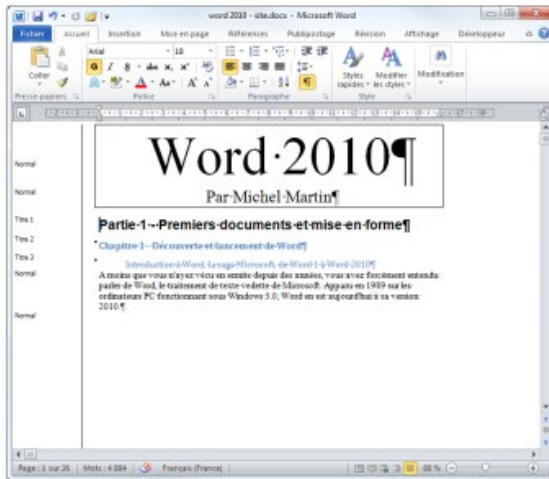 word 2010 - site.docx - Microsoft Word
Fichier Accueil Insertion Mise en page Références Publipostage Révision Affichage Développeur
Arial 18
Coller
G I S abc x, x²
A Aa A A
Styles rapides Modifier les styles Modification
Presse-papiers Police Paragraphe Style
Word·2010¶
Normal
Par·Michel·Martin¶
Normal
Titre 1 Partie·1·-·Premiers·documents·et·mise·en·forme¶
Titre 2 Chapitre·1·-·Découverte·et·lancement·de·Word¶
Titre 3 Introduction·à·Word,·la·saga·Microsoft,·de·Word·1·à·Word·2010¶
Normal A·moins·que·vous·n'ayez·vécu·en·ermite·depuis·des·années,·vous·avez·forcément·entendu·
parler·de·Word,·le·traitement·de·texte·vedette·de·Microsoft.·Apparu·en·1989·sur·les·
ordinateurs·PC·fonctionnant·sous·Windows·3.0,·Word·en·est·aujourd'hui·à·sa·version·
2010.¶
Normal
Page : 1 sur 26 Mots : 4 084 Français (France) 80 %